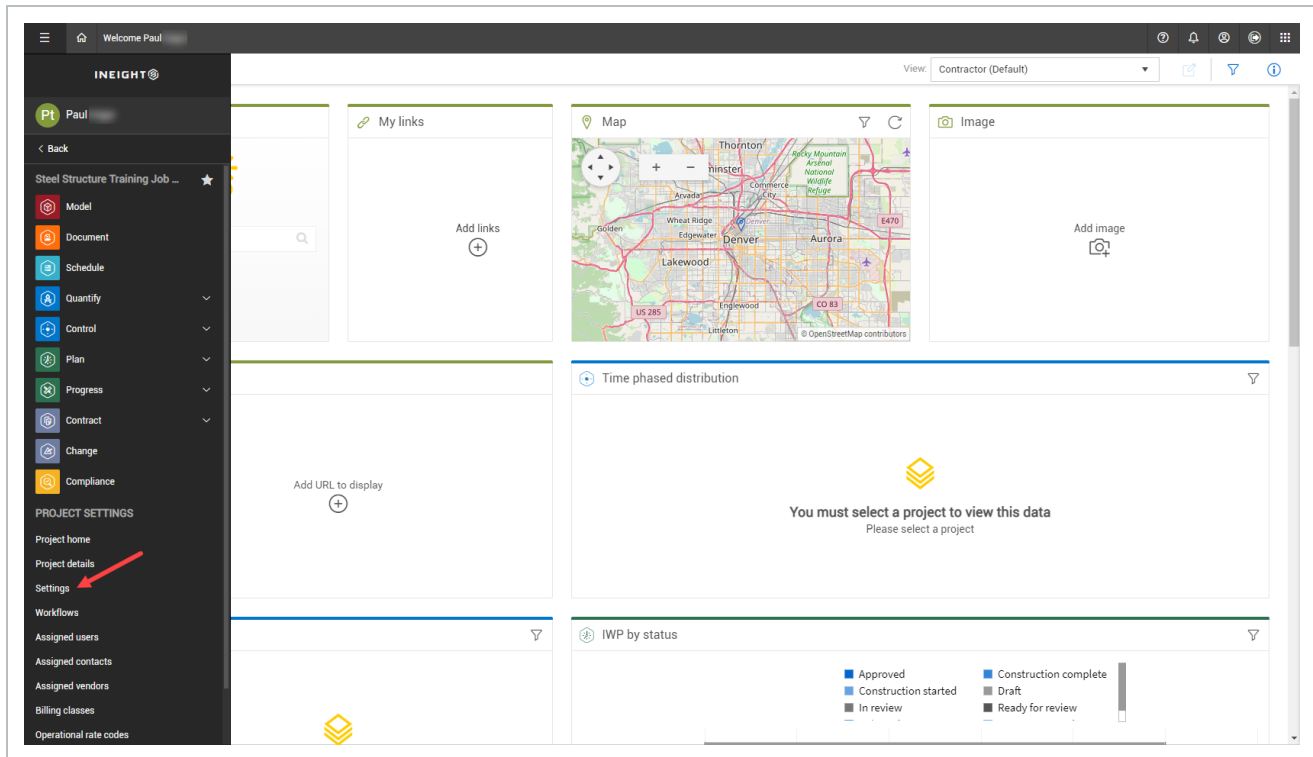 Welcome Paul
INEIGHT
View: Contractor (Default)
Pt Paul
< Back
Steel Structure Training Job ...
Model
Document
Schedule
Quantify
Control
Plan
Progress
Contract
Change
Compliance
PROJECT SETTINGS
Project home
Project details
Settings
Workflows
Assigned users
Assigned contacts
Assigned vendors
Billing classes
Operational rate codes
My links
Add links
Map
Thornton
Rocky Mountain
Arsenal
National
Wildlife
Refuge
minster
Commerce
City
Arvada
Wheat Ridge
Denver
E470
Golden
Edgewater
Denver
Aurora
Lakewood
Englewood
CO 83
US 285
Littleton
© OpenStreetMap contributors
Image
Add image
Add URL to display
Time phased distribution
You must select a project to view this data
Please select a project
IWP by status
Approved
Construction complete
Construction started
Draft
In review
Ready for review